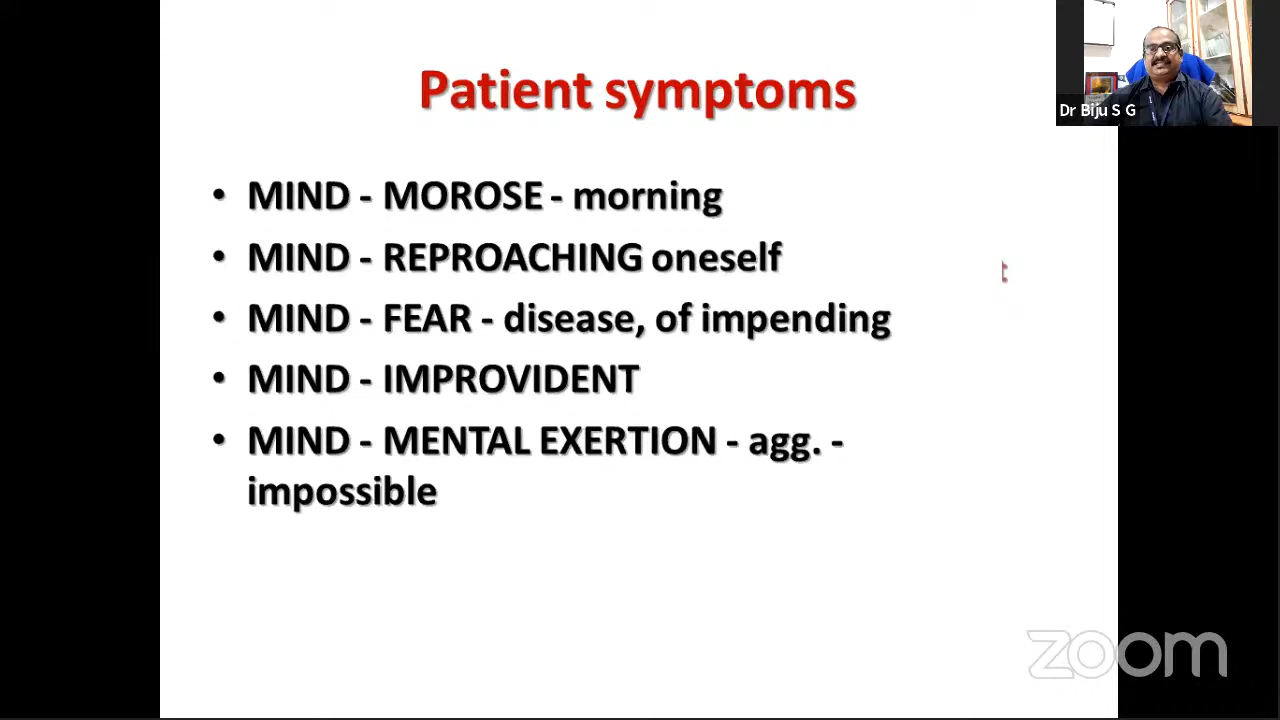 Patient symptoms
Dr Biju S G
• MIND - MOROSE - morning
• MIND - REPROACHING oneself
• MIND - FEAR - disease, of impending
• MIND - IMPROVIDENT
• MIND - MENTAL EXERTION - agg. -
impossible
zoom